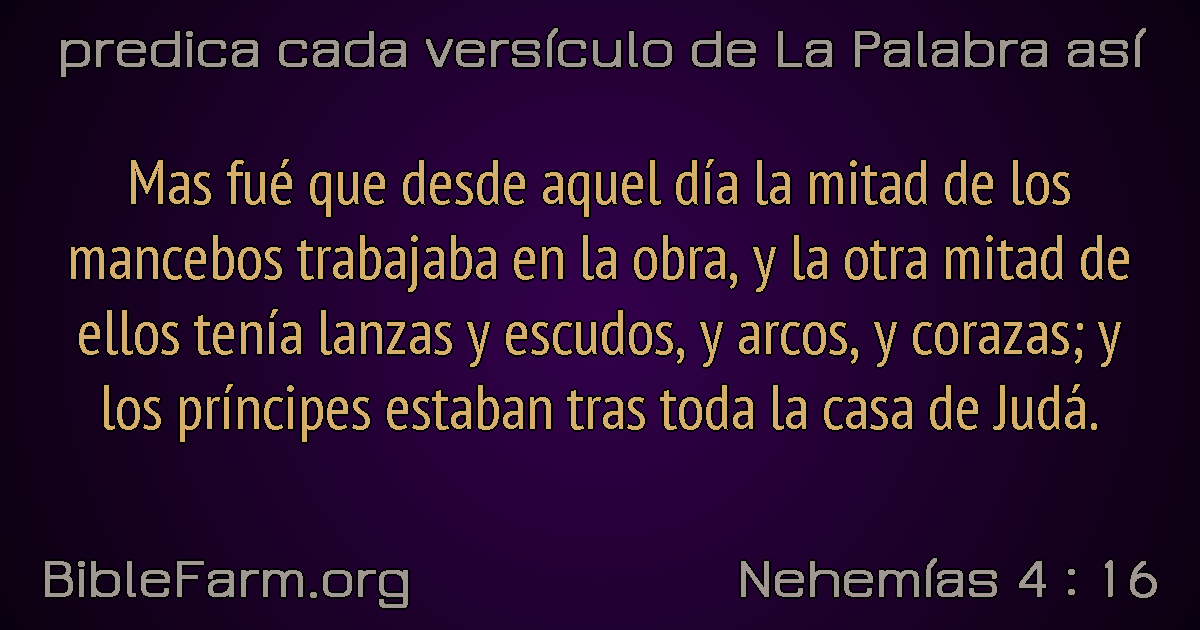 predica cada versículo de La Palabra así
Mas fué que desde aquel día la mitad de los
mancebos trabajaba en la obra, y la otra mitad de
ellos tenía lanzas y escudos, y arcos, y corazas; y
los príncipes estaban tras toda la casa de Judá.
BibleFarm.org
Nehemías 4 : 16